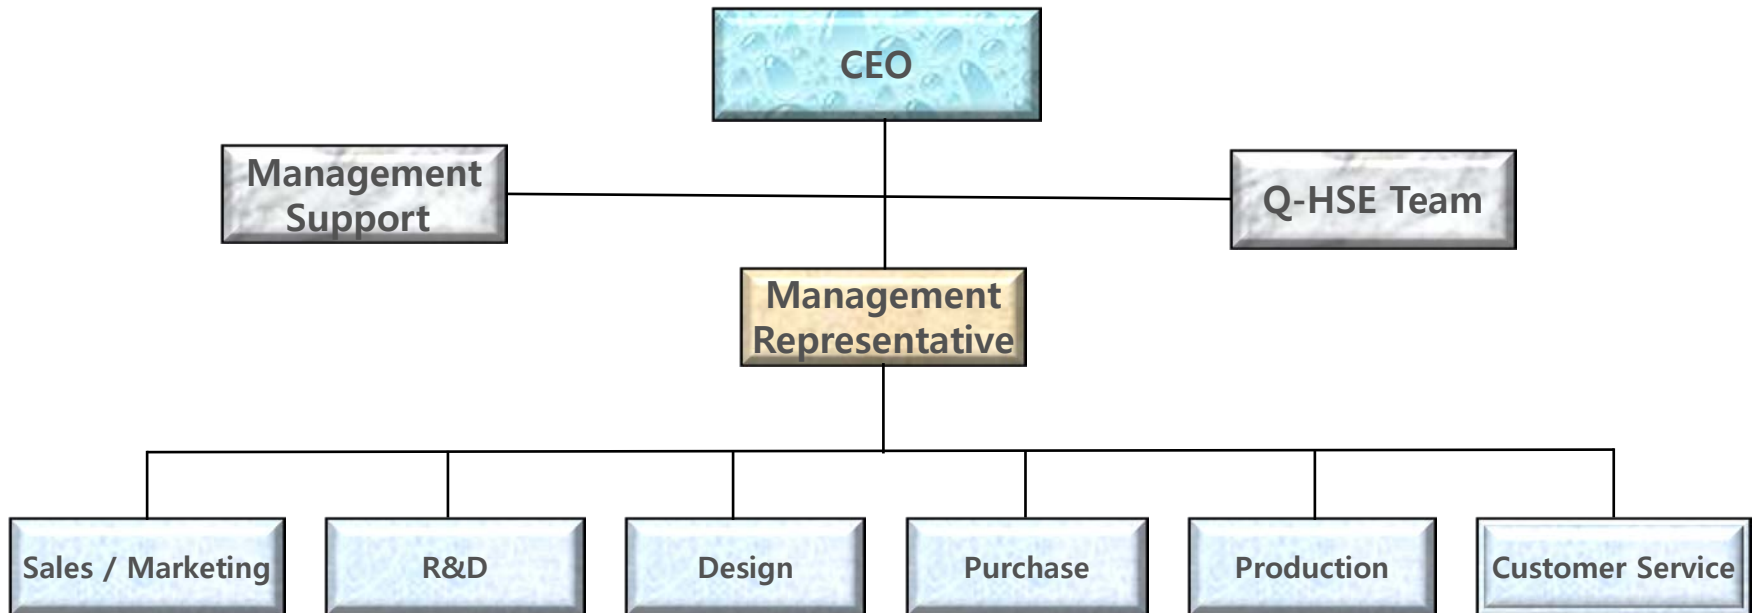 CEO
Management
Support
Q-HSE Team
Management
Representative
Sales / Marketing
R&D
Design
Purchase
Production
Customer Service